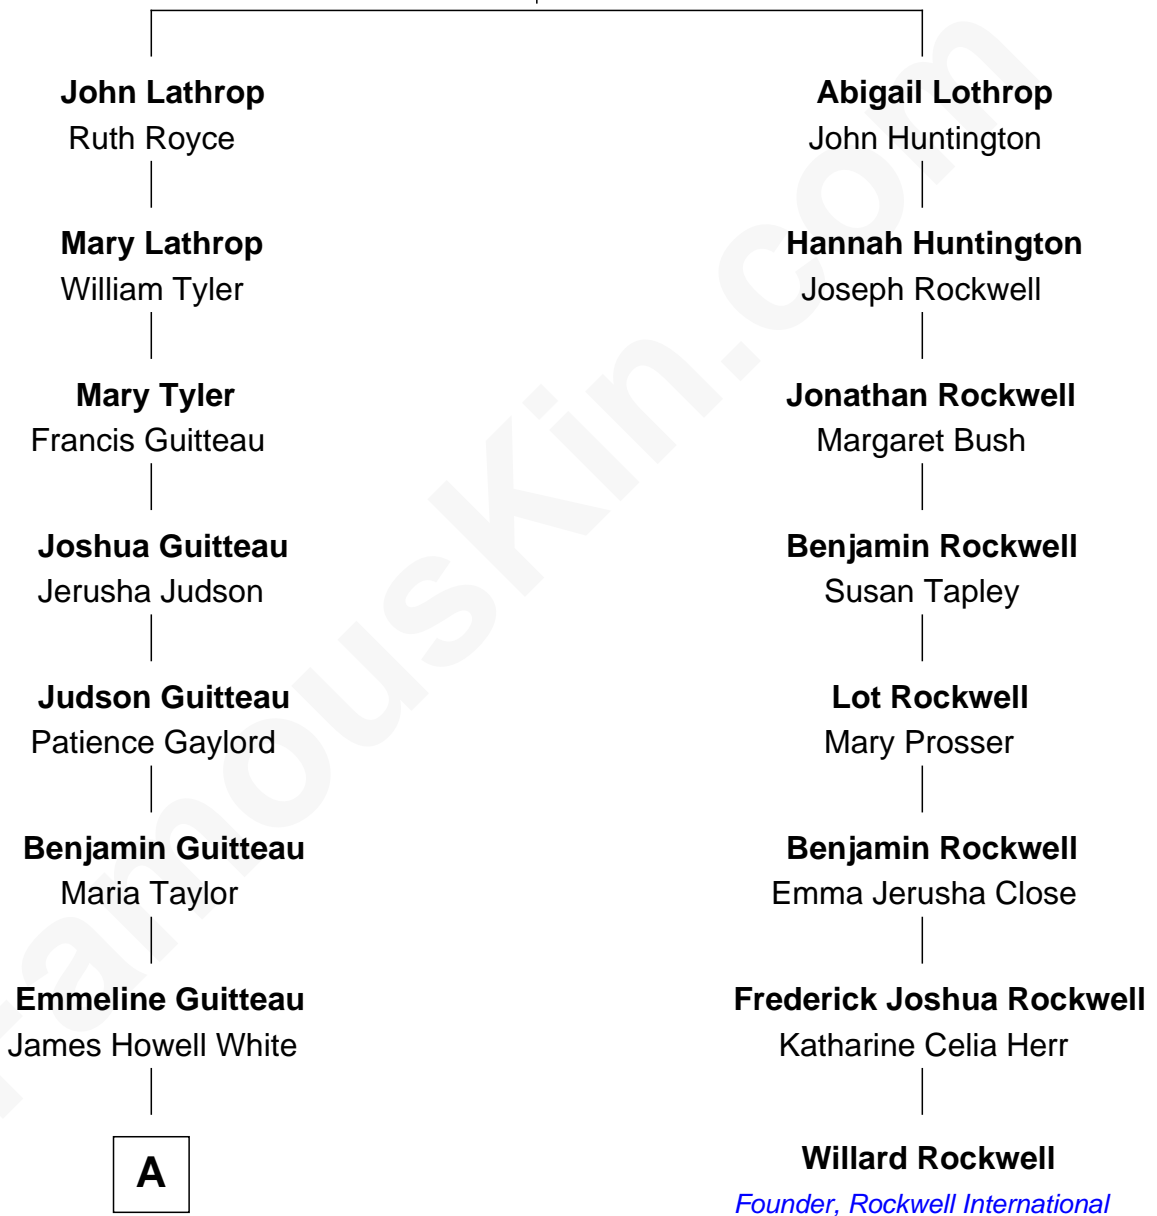 John Lathrop
Ruth Royce
Abigail Lothrop
John Huntington
Mary Lathrop
William Tyler
Hannah Huntington
Joseph Rockwell
Mary Tyler
Francis Guitteau
Jonathan Rockwell
Margaret Bush
Joshua Guitteau
Jerusha Judson
Benjamin Rockwell
Susan Tapley
Judson Guitteau
Patience Gaylord
Lot Rockwell
Mary Prosser
Benjamin Guitteau
Maria Taylor
Benjamin Rockwell
Emma Jerusha Close
Emmeline Guitteau
James Howell White
Frederick Joshua Rockwell
Katharine Celia Herr
A
Willard Rockwell
Founder, Rockwell International
FamousKin.com